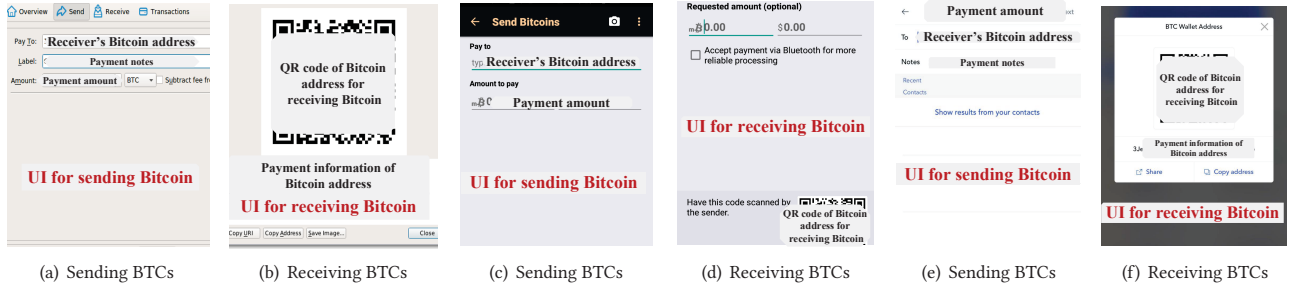 Overview Send Receive Transactions
Pay To: Receiver's Bitcoin address
Label: Payment notes
Amount: Payment amount BTC Subtract fee fr
UI for sending Bitcoin
(a) Sending BTCs
QR code of Bitcoin
address for
receiving Bitcoin
Payment information of
Bitcoin address
UI for receiving Bitcoin
Copy URI Copy Address Save Image... Close
(b) Receiving BTCs
Send Bitcoins
Pay to
typ Receiver's Bitcoin address
Amount to pay
mɃ Payment amount
UI for sending Bitcoin
(c) Sending BTCs
Requested amount (optional)
mɃ0.00 $0.00
Accept payment via Bluetooth for more
reliable processing
UI for receiving Bitcoin
Have this code scanned by
the sender.
QR code of Bitcoin
address for
receiving Bitcoin
(d) Receiving BTCs
Payment amount
To Receiver's Bitcoin address
Notes Payment notes
Recent
Contacts
Show results from your contacts
UI for sending Bitcoin
(e) Sending BTCs
BTC Wallet Address
QR code of Bitcoin
address for
receiving Bitcoin
3Je Payment information of
Bitcoin address
Share Copy address
UI for receiving Bitcoin
(f) Receiving BTCs